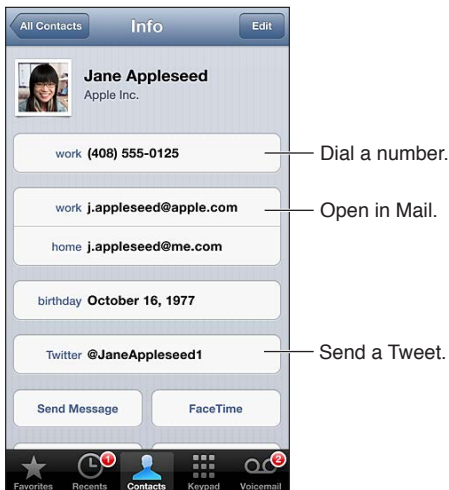 All Contacts Info Edit
Jane Appleseed
Apple Inc.
work (408) 555-0125
Dial a number.
work j.appleseed@apple.com
Open in Mail.
home j.appleseed@me.com
birthday October 16, 1977
Twitter @JaneAppleseed1
Send a Tweet.
Send Message FaceTime
1 2
Favorites Recents Contacts Keypad Voicemail